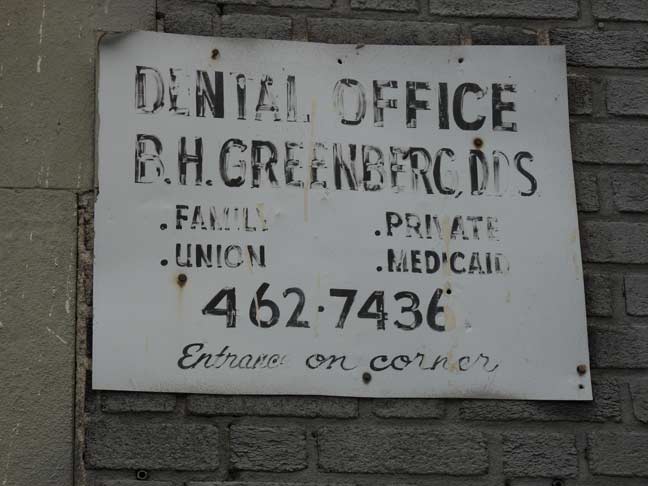 DENTAL OFFICE
B.H. GREENBERG, DDS.
. FAMILY . PRIVATE
. UNION . MEDICAID
462-7436
Entrance on corner